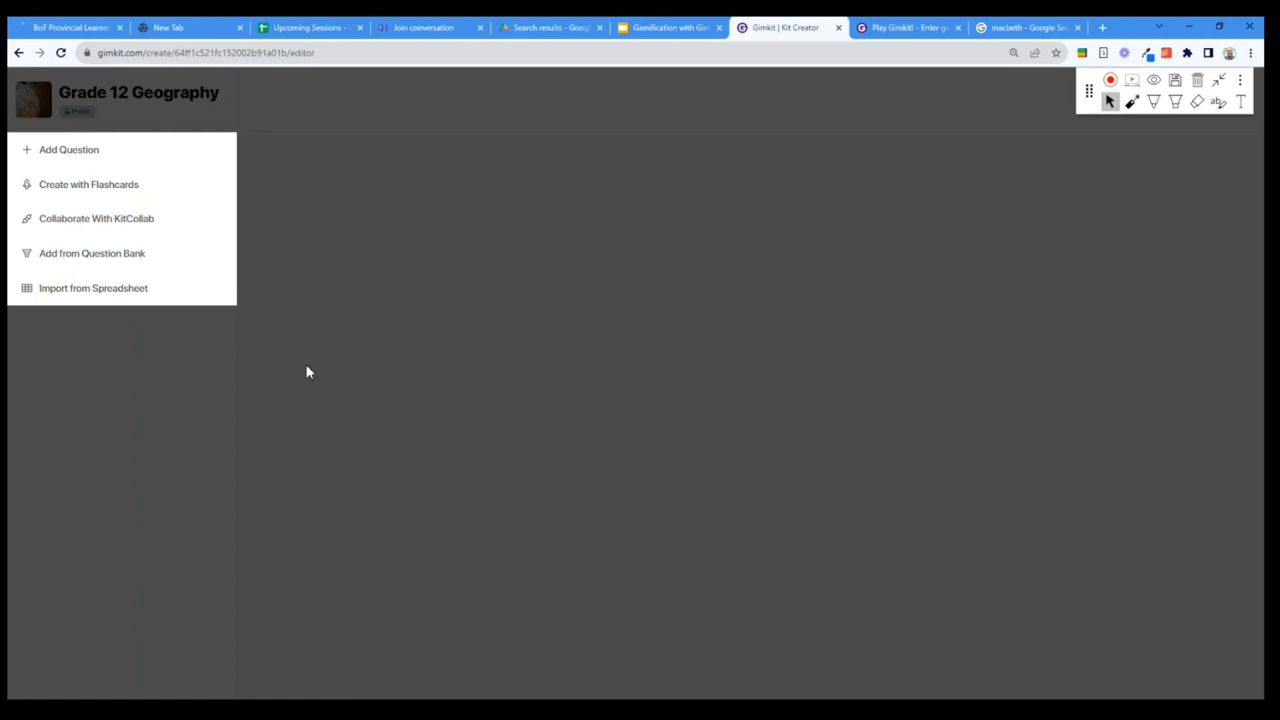 BoT Provincial Learne
New Tab
Upcoming Sessions -
Join conversation
Search results - Goog
Gamification with Gim
Gimkit | Kit Creator
Play Gimkit! - Enter g
macbeth - Google Se
gimkit.com/create/64ff1c521fc152002b91a01b/editor
Grade 12 Geography
Public
Add Question
Create with Flashcards
Collaborate With KitCollab
Add from Question Bank
Import from Spreadsheet